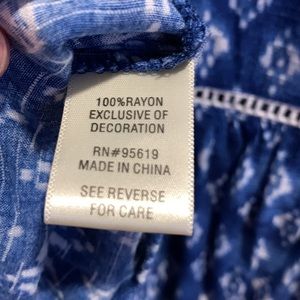 100%RAYON
EXCLUSIVE OF
DECORATION
RN#95619
MADE IN CHINA
SEE REVERSE
FOR CARE